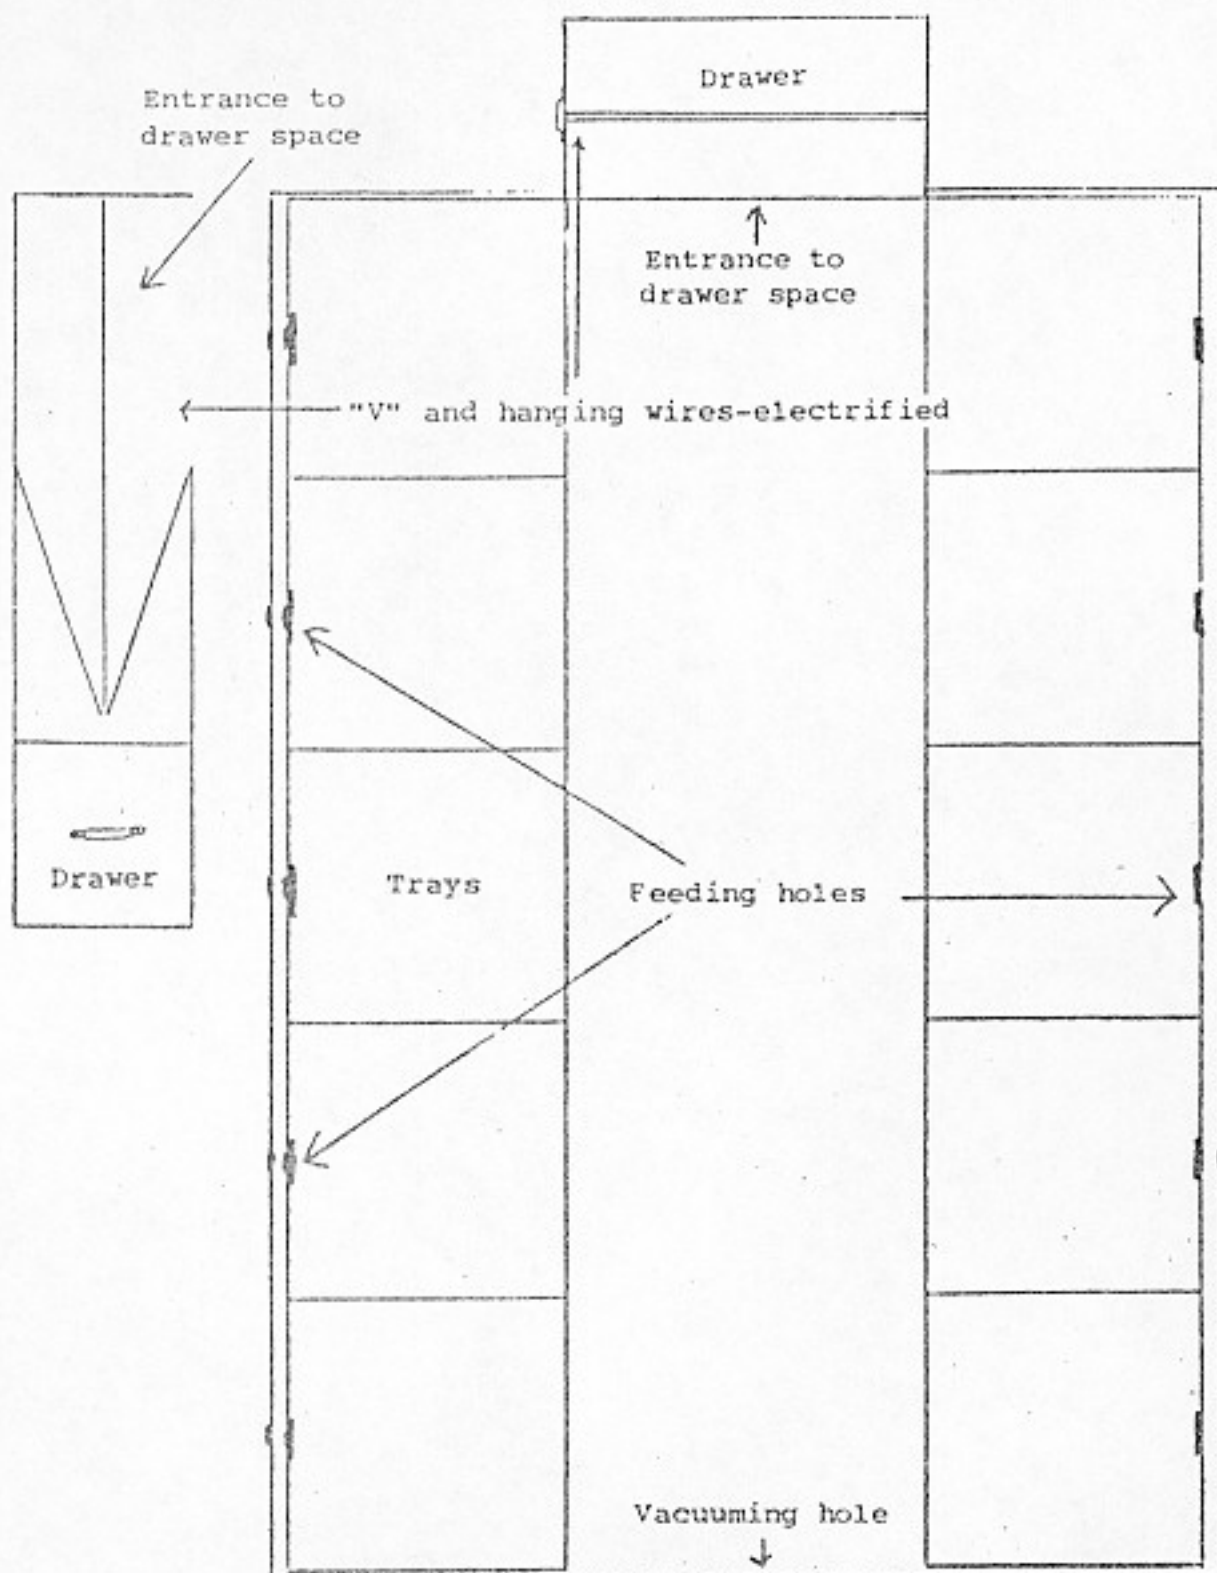 Drawer
Entrance to
drawer space
Entrance to
drawer space
"V" and hanging wires-electrified
Drawer
Trays
Feeding holes
Vacuuming hole